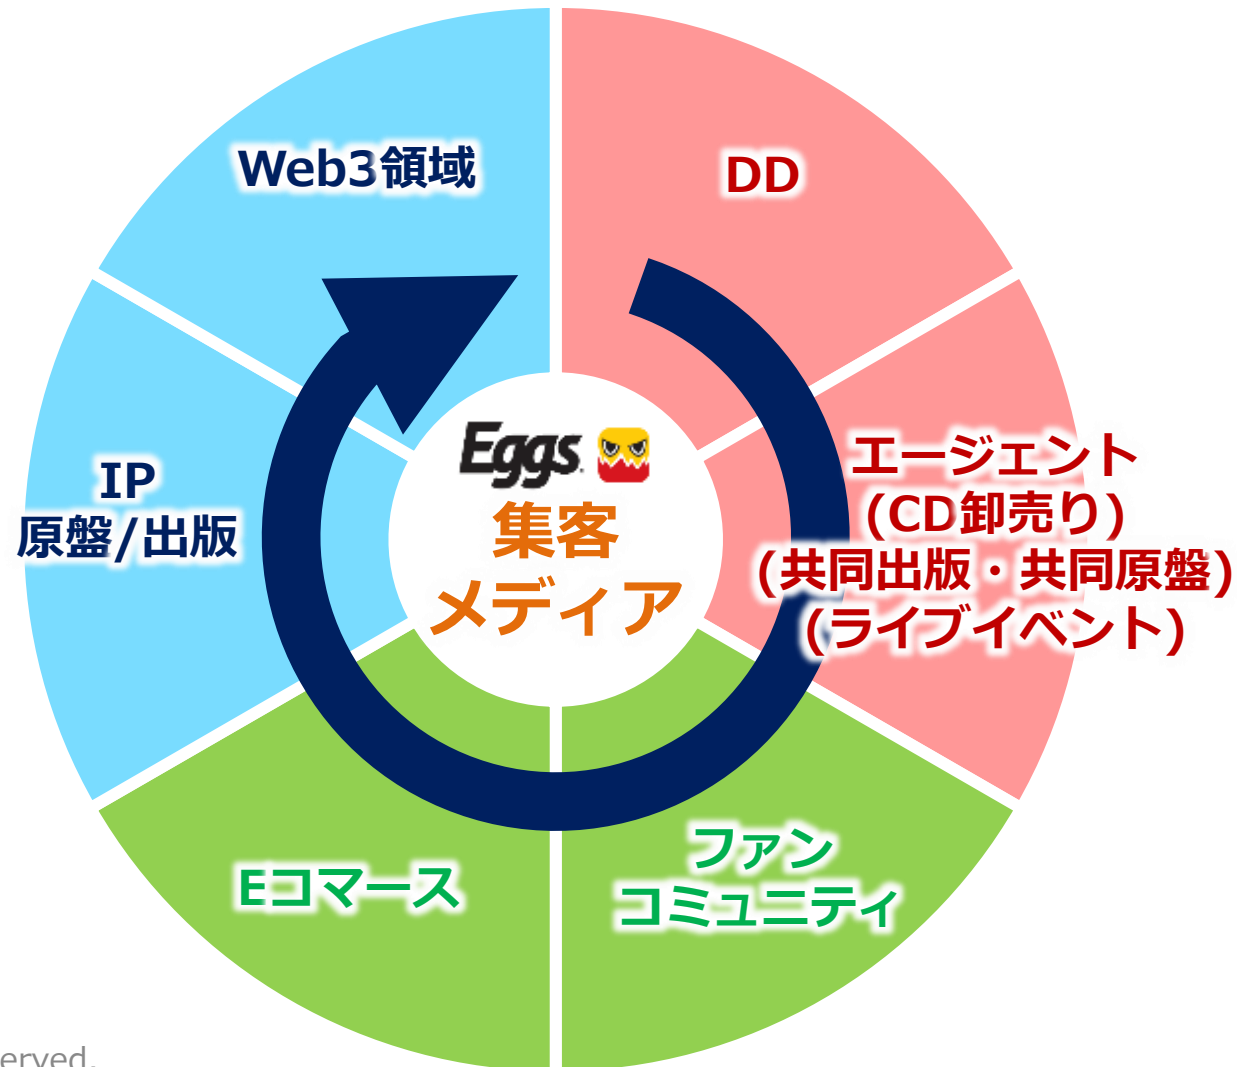 Web3領域
DD
エージェント
(CD卸売り)
(共同出版・共同原盤)
(ライブイベント)
IP
原盤/出版
Eggs
集客
メディア
Eコマース
ファン
コミュニティ
erved.